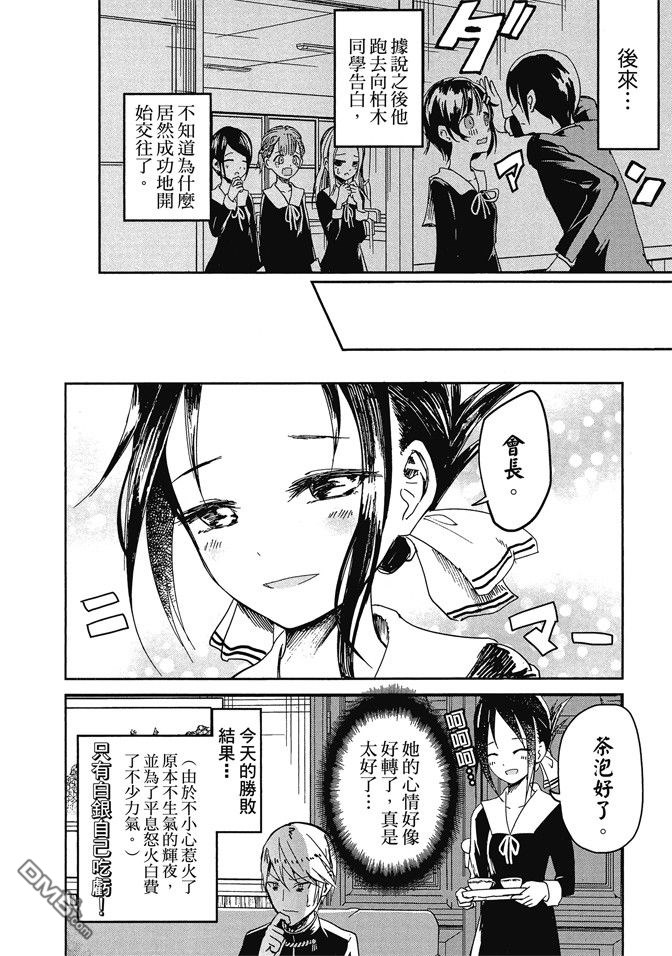 後來…
ダ
ァ
ン
據說之後他
跑去向柏木
同學告白，
不知道為什麼
居然成功地開
始交往了。
會長。
ニ
マー
茶泡好了。
呵呵呵…
她的心情好像
好轉了，真是
太好了…
今天的勝敗
結果…
（由於不小心惹火了
原本不生氣的輝夜，
並為了平息怒火白費
了不少力氣。）
只有白銀自己吃虧！
DM5.com